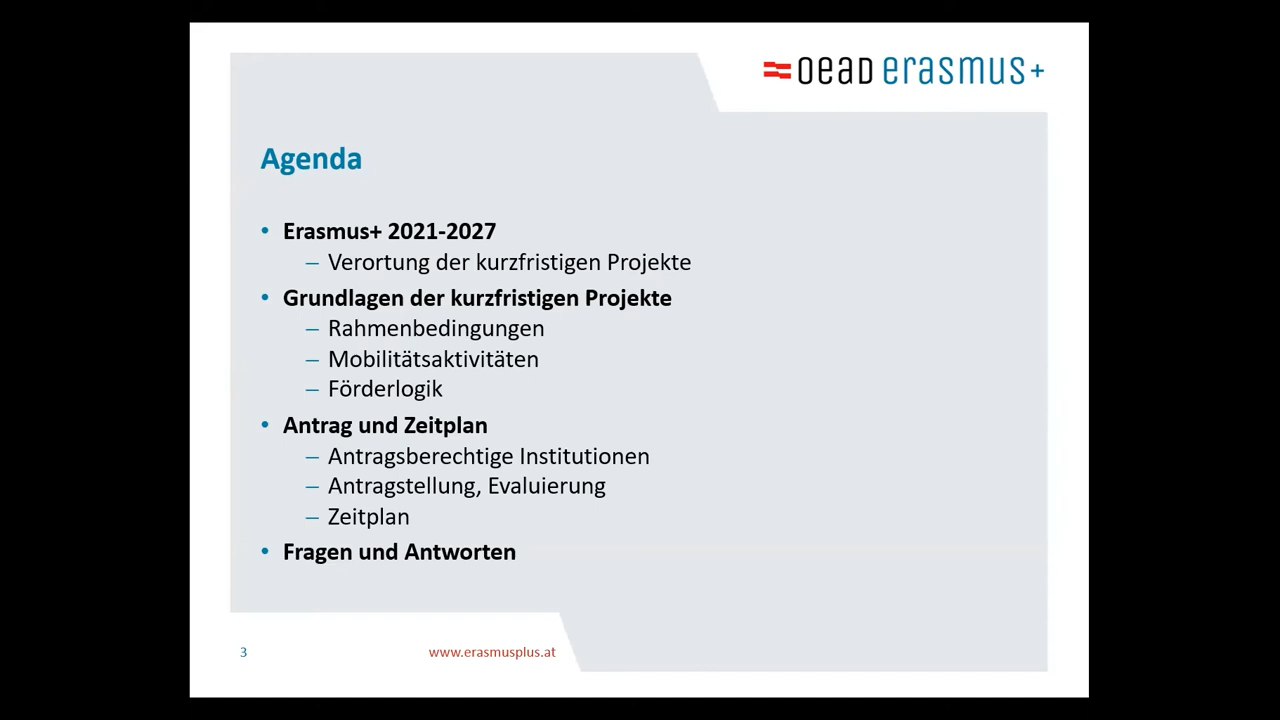 oead erasmus+
Agenda
• Erasmus+ 2021-2027
– Verortung der kurzfristigen Projekte
• Grundlagen der kurzfristigen Projekte
– Rahmenbedingungen
– Mobilitätsaktivitäten
– Förderlogik
• Antrag und Zeitplan
– Antragsberechtige Institutionen
– Antragstellung, Evaluierung
– Zeitplan
• Fragen und Antworten
3 www.erasmusplus.at